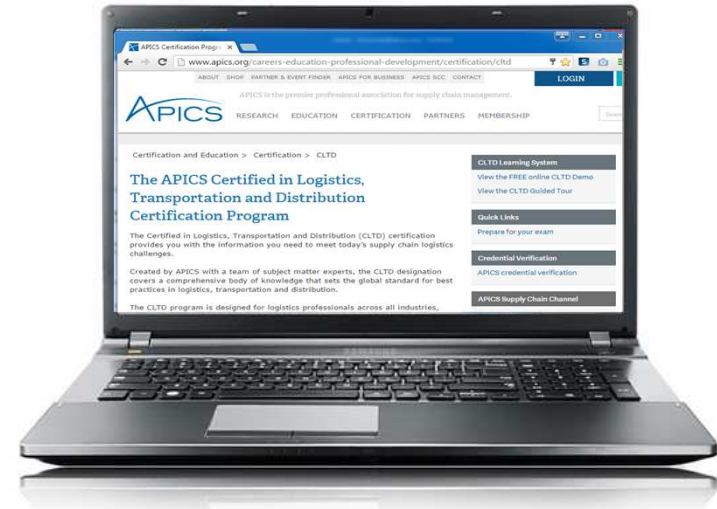 APICS Certification Progr
www.apics.org/careers-education-professional-development/certification/cltd
ABOUT SHOP PARTNER & EVENT FINDER APICS FOR BUSINESS APICS SCC CONTACT
LOGIN
APICS is the premier professional association for supply chain management.
APICS
RESEARCH EDUCATION CERTIFICATION PARTNERS MEMBERSHIP
Certification and Education > Certification > CLTD
The APICS Certified in Logistics,
Transportation and Distribution
Certification Program
The Certified in Logistics, Transportation and Distribution (CLTD) certification
provides you with the information you need to meet today's supply chain logistics
challenges.
Created by APICS with a team of subject matter experts, the CLTD designation
covers a comprehensive body of knowledge that sets the global standard for best
practices in logistics, transportation and distribution.
The CLTD program is designed for logistics professionals across all industries,
CLTD Learning System
View the FREE online CLTD Demo
View the CLTD Guided Tour
Quick Links
Prepare for your exam
Credential Verification
APICS credential verification
APICS Supply Chain Channel
SAMSUNG